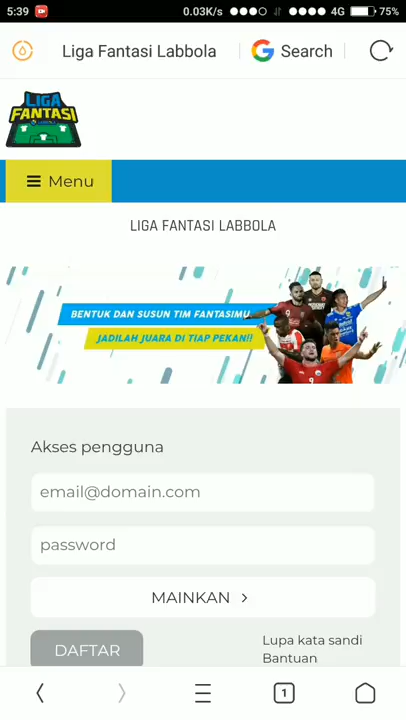 5:39 0.03K/s 4G 75%
Liga Fantasi Labbola Search
LIGA
FANTASI
Menu
LIGA FANTASI LABBOLA
BENTUK DAN SUSUN TIM FANTASIMU
JADILAH JUARA DI TIAP PEKAN!!
Akses pengguna
email@domain.com
password
MAINKAN
DAFTAR
Lupa kata sandi
Bantuan
1